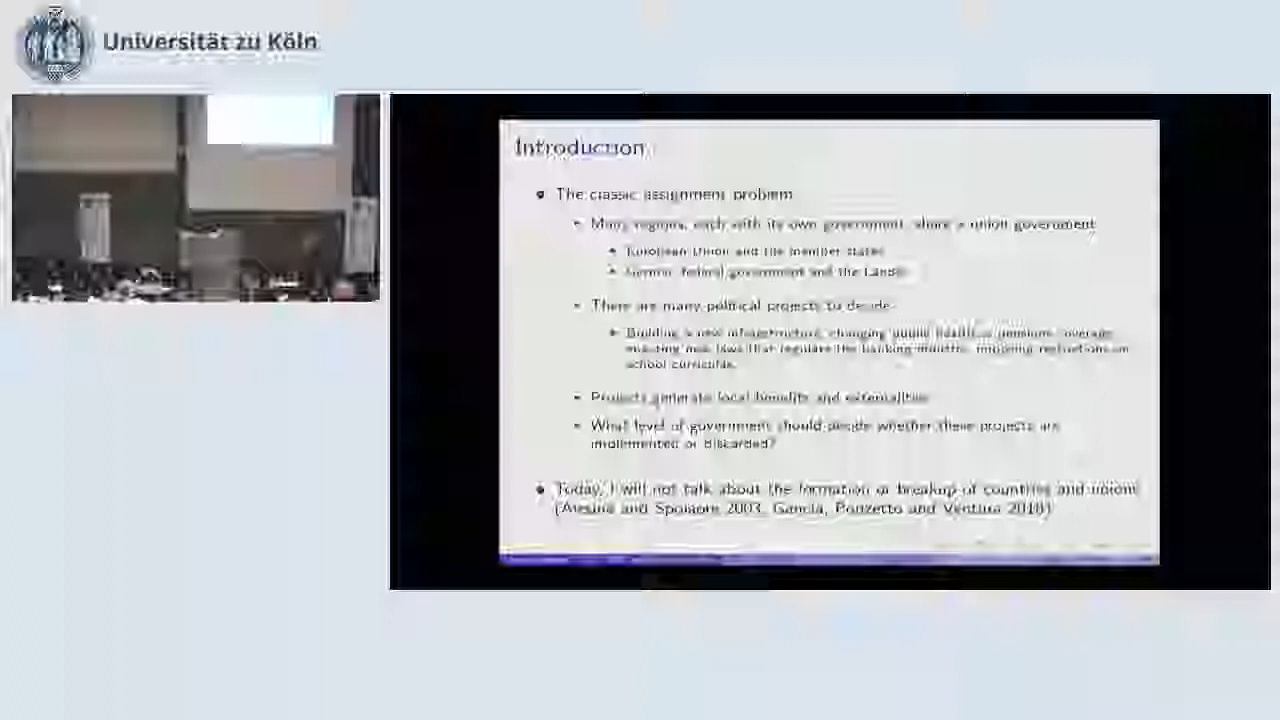 Universität zu Köln
Introduction
The classic assignment problem
Many regions, each with its own government, share a union government
European Union and the member states
German federal government and the Lander
There are many political projects to decide
Building a new infrastructure, changing public health or pensions coverage,
enacting new laws that regulate the banking industry, imposing restrictions on
school curricula,
Projects generate local benefits and externalities
What level of government should decide whether these projects are
implemented or discarded?
Today, I will not talk about the formation or breakup of countries and unions
(Alesina and Spolaore 2003, Gancia, Ponzetto and Ventura 2018)